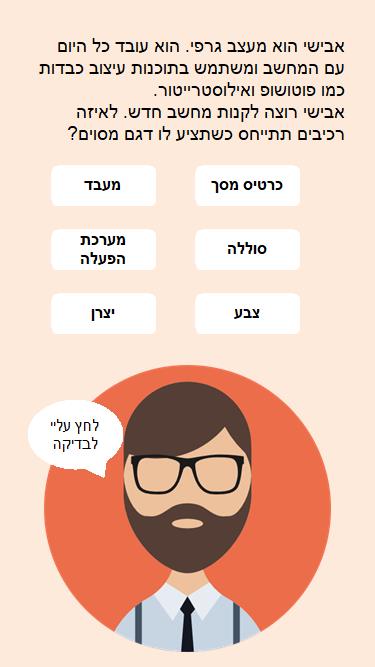 אבישי הוא מעצב גרפי. הוא עובד כל היום
עם המחשב ומשתמש בתוכנות עיצוב כבדות
כמו פוטושופ ואילוסטרייטור.
אבישי רוצה לקנות מחשב חדש. לאיזה
רכיבים תתייחס כשתציע לו דגם מסוים?
כרטיס מסך
מעבד
סוללה
מערכת
הפעלה
צבע
יצרן
לחץ עליי
לבדיקה